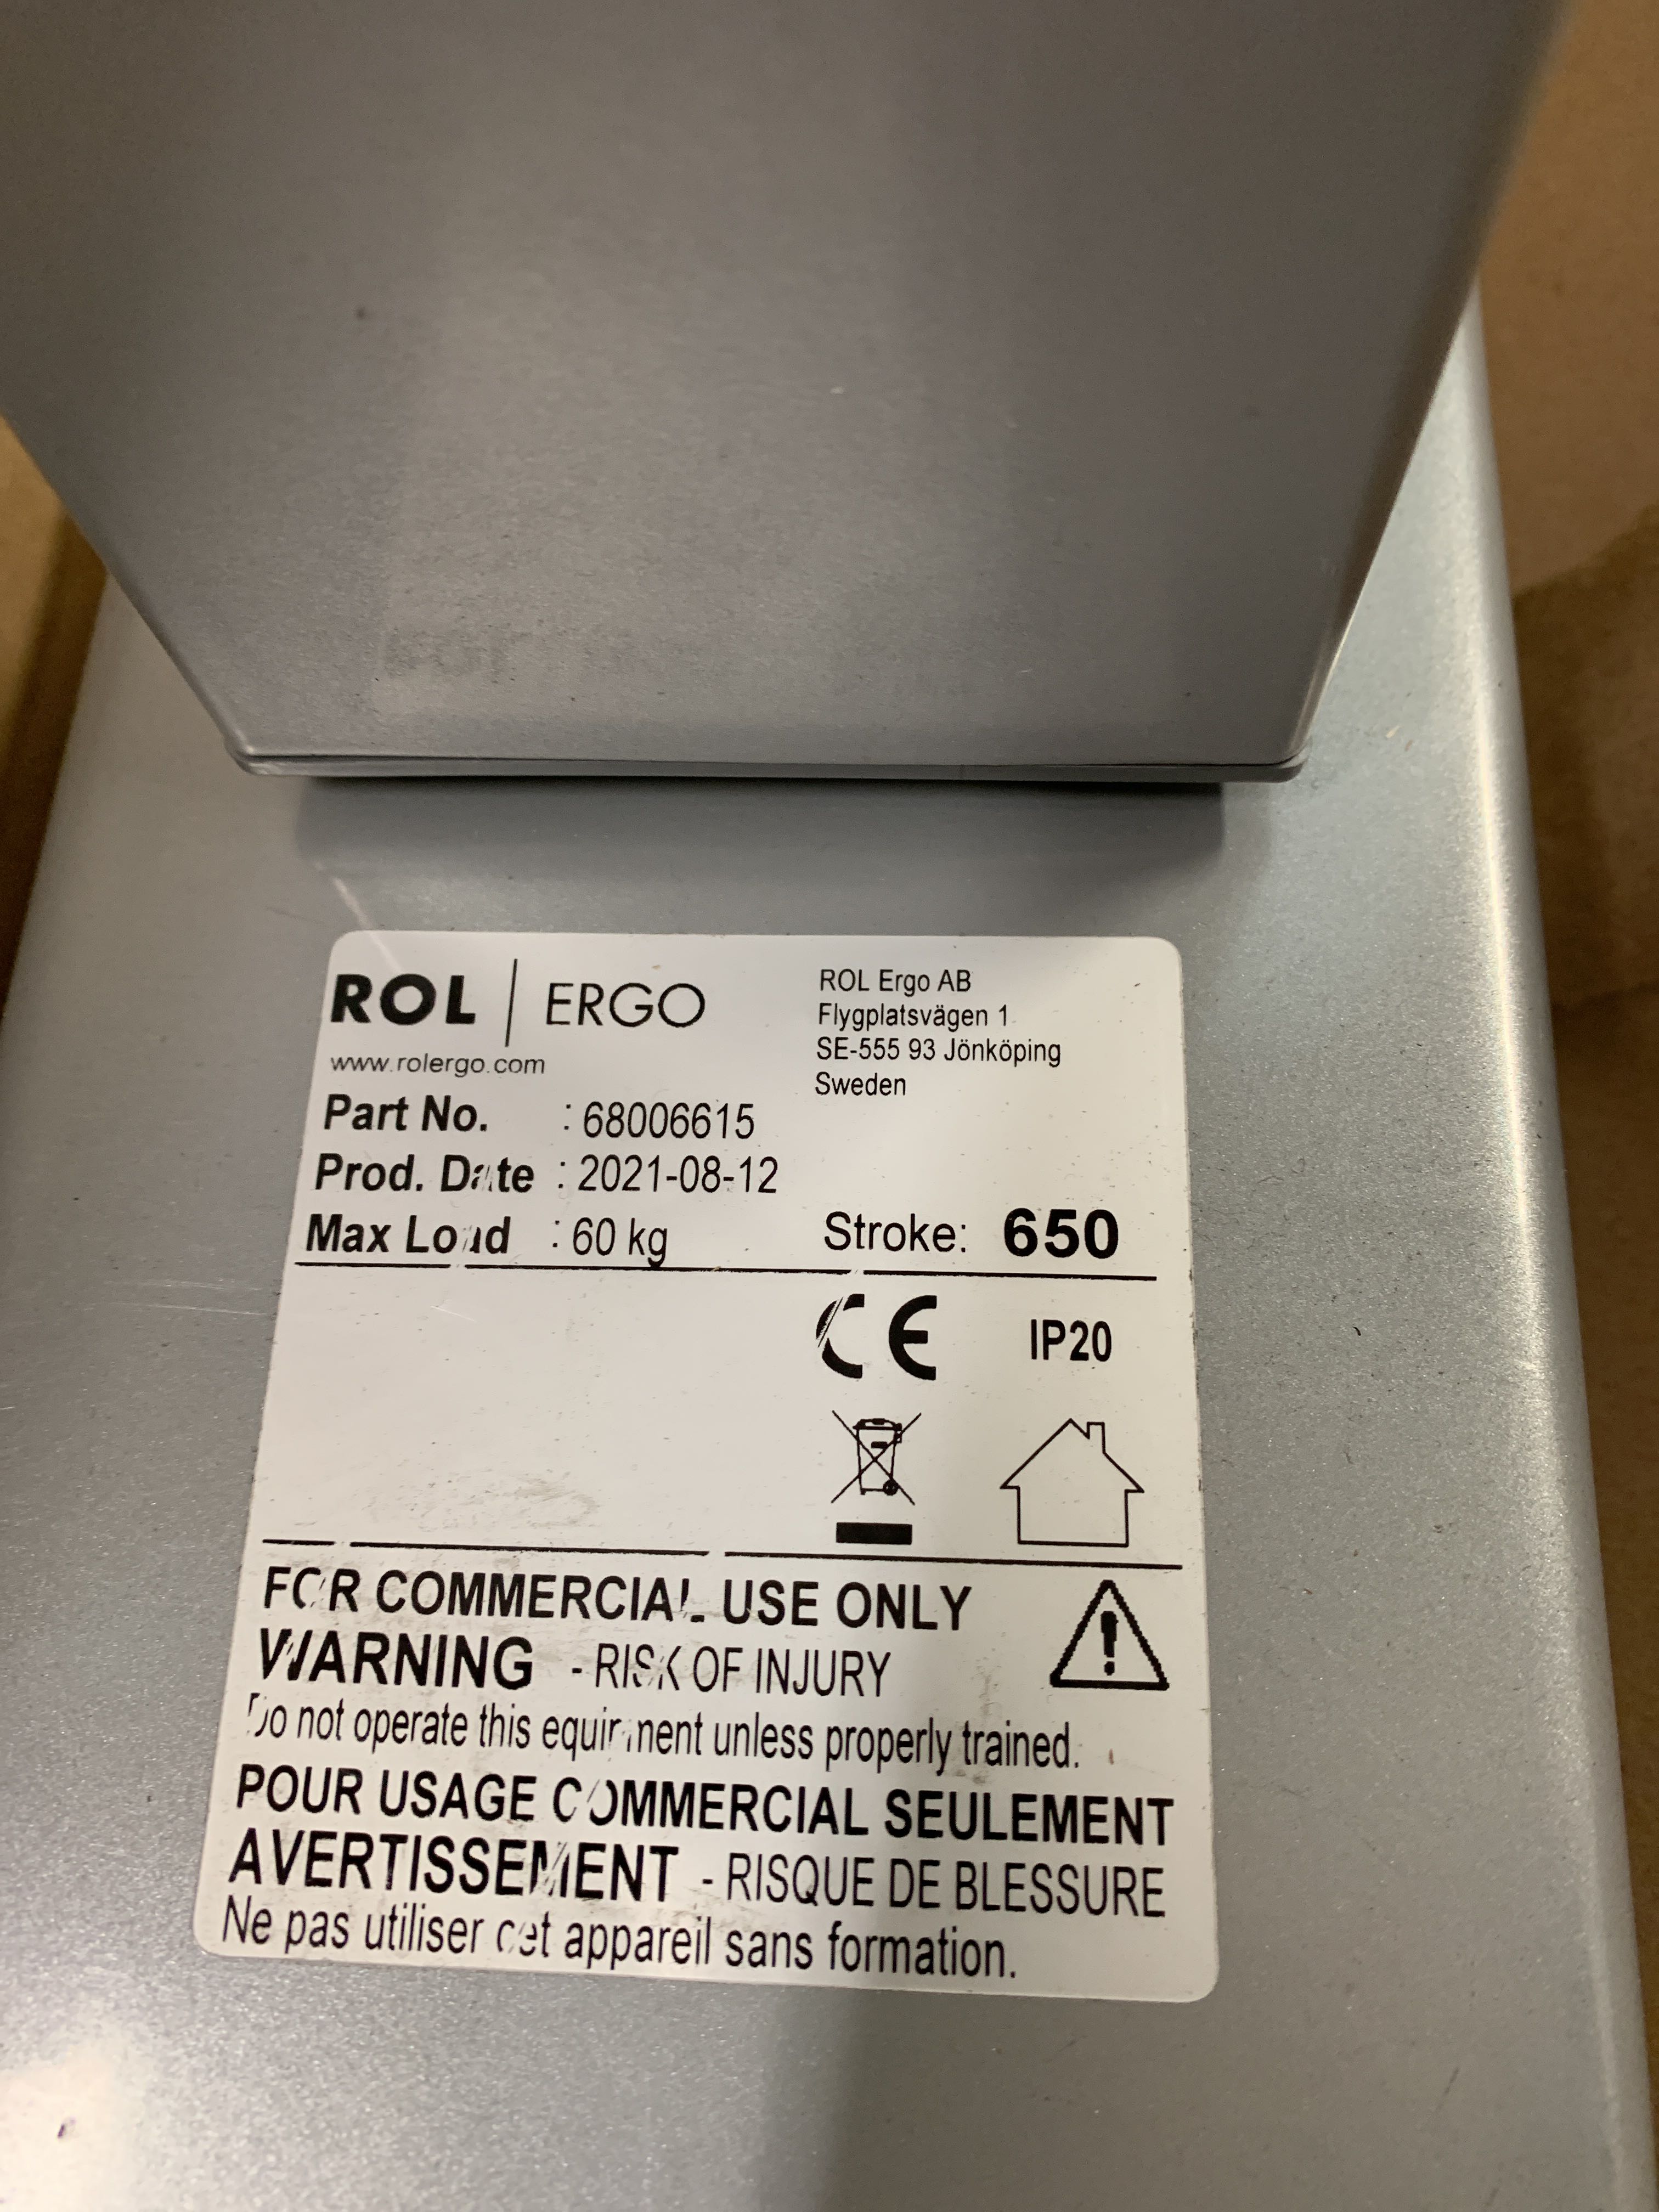 ROL | ERGO
www.rolergo.com
ROL Ergo AB
Flygplatsvägen 1
SE-555 93 Jönköping
Sweden
Part No. : 68006615
Prod. Date : 2021-08-12
Max Load : 60 kg
Stroke: 650
CE IP20
FOR COMMERCIAL USE ONLY
WARNING - RISK OF INJURY
Do not operate this equipment unless properly trained.
POUR USAGE COMMERCIAL SEULEMENT
AVERTISSEMENT - RISQUE DE BLESSURE
Ne pas utiliser cet appareil sans formation.